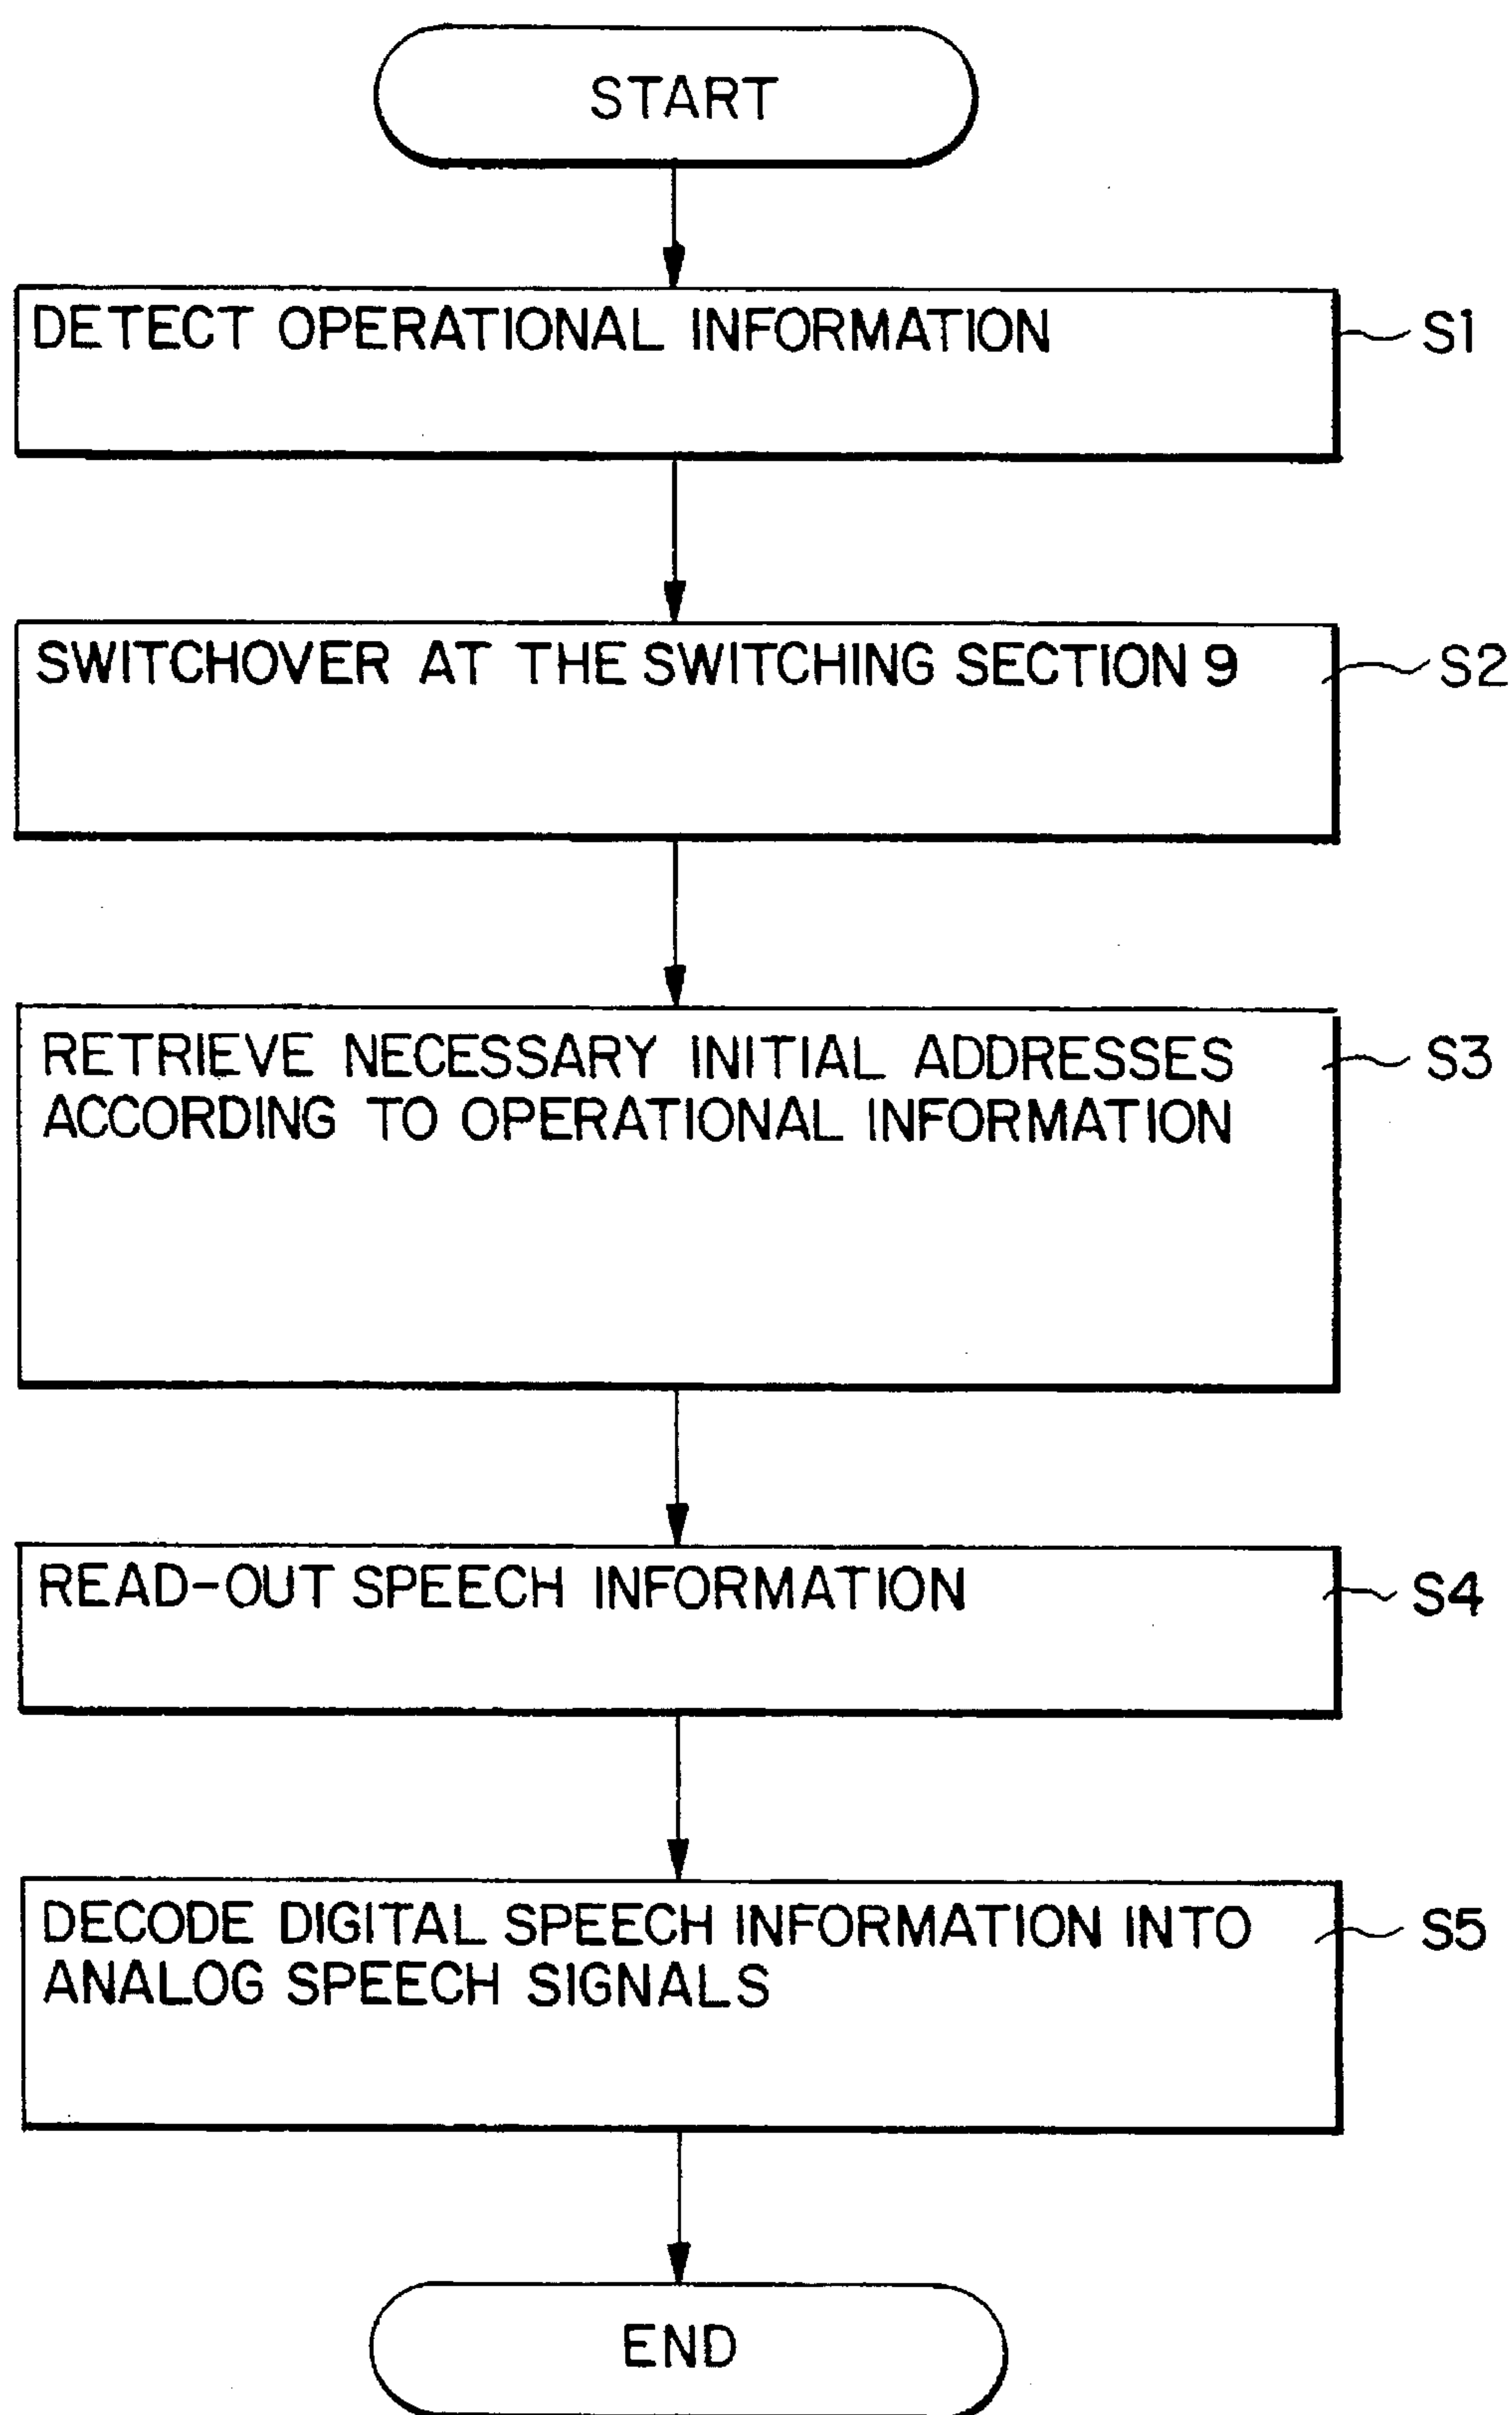 START
DETECT OPERATIONAL INFORMATION
S1
SWITCHOVER AT THE SWITCHING SECTION 9
S2
RETRIEVE NECESSARY INITIAL ADDRESSES
S3
ACCORDING TO OPERATIONAL INFORMATION
READ-OUT SPEECH INFORMATION
S4
DECODE DIGITAL SPEECH INFORMATION INTO
S5
ANALOG SPEECH SIGNALS
END